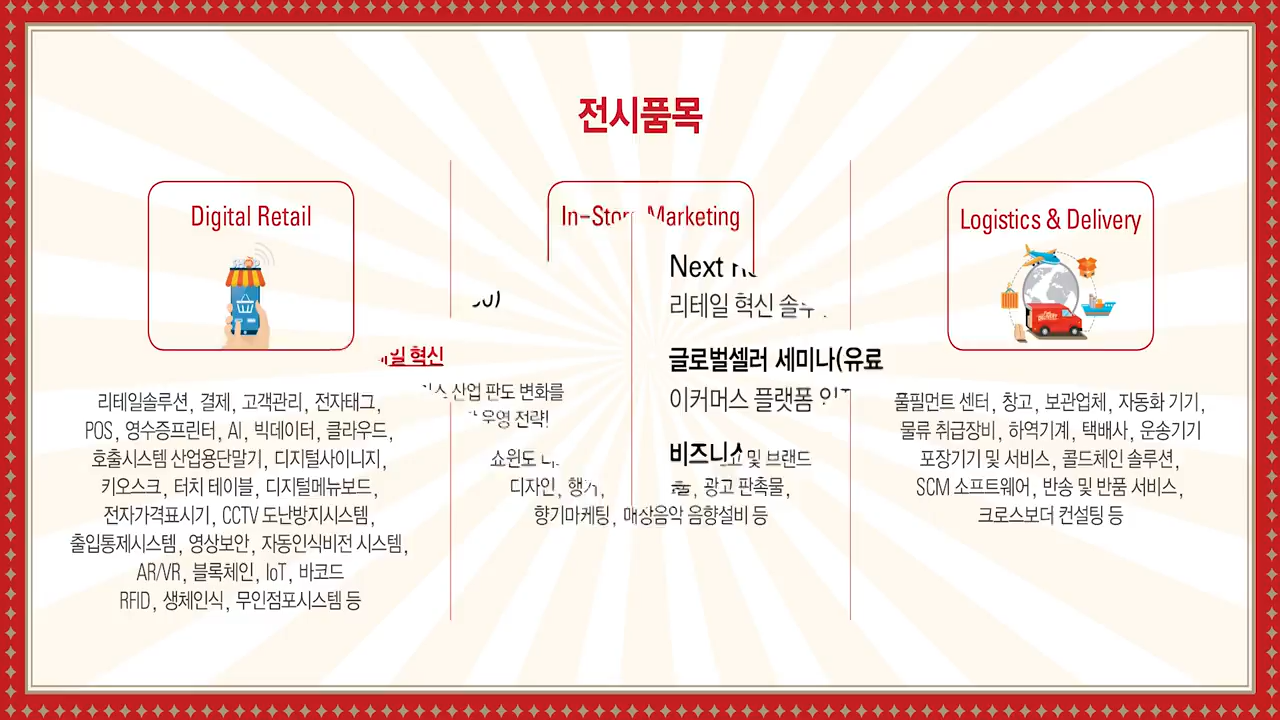 전시품목
Digital Retail
SHOP
리테일솔루션, 결제, 고객관리, 전자태그,
POS, 영수증프린터, AI, 빅데이터, 클라우드,
호출시스템 산업용단말기, 디지털사이니지,
키오스크, 터치 테이블, 디지털메뉴보드,
전자가격표시기, CCTV 도난방지시스템,
출입통제시스템, 영상보안, 자동인식비전 시스템,
AR/VR, 블록체인, IoT, 바코드
RFID, 생체인식, 무인점포시스템 등
In-Store Marketing
혁신
산업 판도 변화를
전략!
쇼윈도
디자인,
향기마케팅, 매상음악 음향설비 등
Next
리테일 혁신
글로벌셀러 세미나(유료
이커머스 플랫폼
및 브랜드
광고 판촉물,
Logistics & Delivery
풀필먼트 센터, 창고, 보관업체, 자동화 기기,
물류 취급장비, 하역기계, 택배사, 운송기기
포장기기 및 서비스, 콜드체인 솔루션,
SCM 소프트웨어, 반송 및 반품 서비스,
크로스보더 컨설팅 등